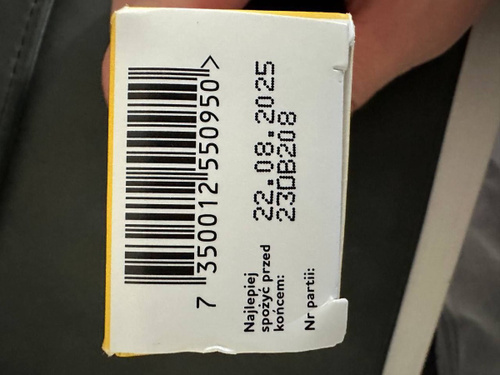 7 350012 550950 >
Najlepiej
spożyć przed
końcem:
22.08.2025
Nr partii:
23DB208